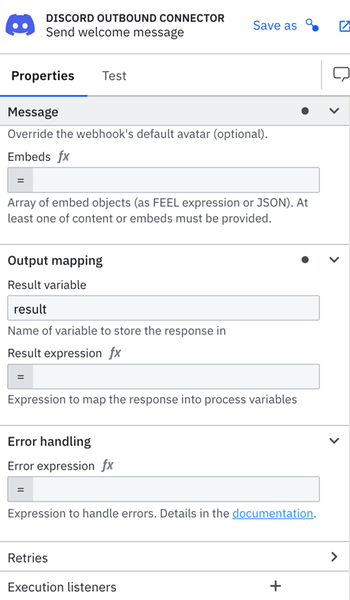 DISCORD OUTBOUND CONNECTOR
Send welcome message
Save as
Properties
Test
Message
Override the webhook's default avatar (optional).
Embeds fx
=
Array of embed objects (as FEEL expression or JSON). At
least one of content or embeds must be provided.
Output mapping
Result variable
result
Name of variable to store the response in
Result expression fx
=
Expression to map the response into process variables
Error handling
Error expression fx
=
Expression to handle errors. Details in the documentation.
Retries
Execution listeners